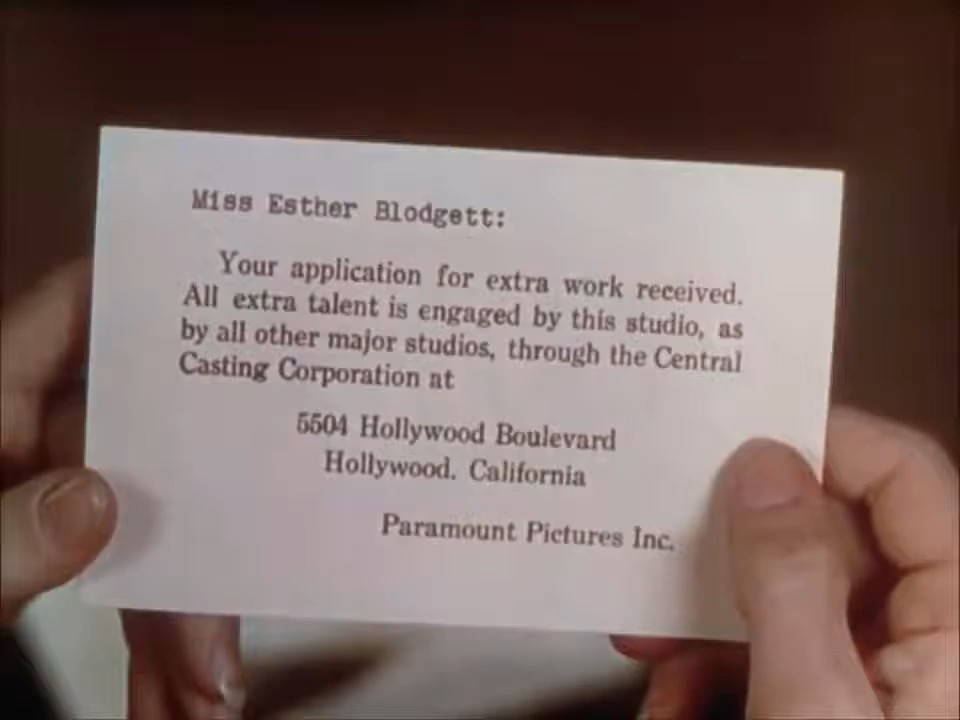 Miss Esther Blodgett:
Your application for extra work received.
All extra talent is engaged by this studio, as
by all other major studios, through the Central
Casting Corporation at
5504 Hollywood Boulevard
Hollywood. California
Paramount Pictures Inc.